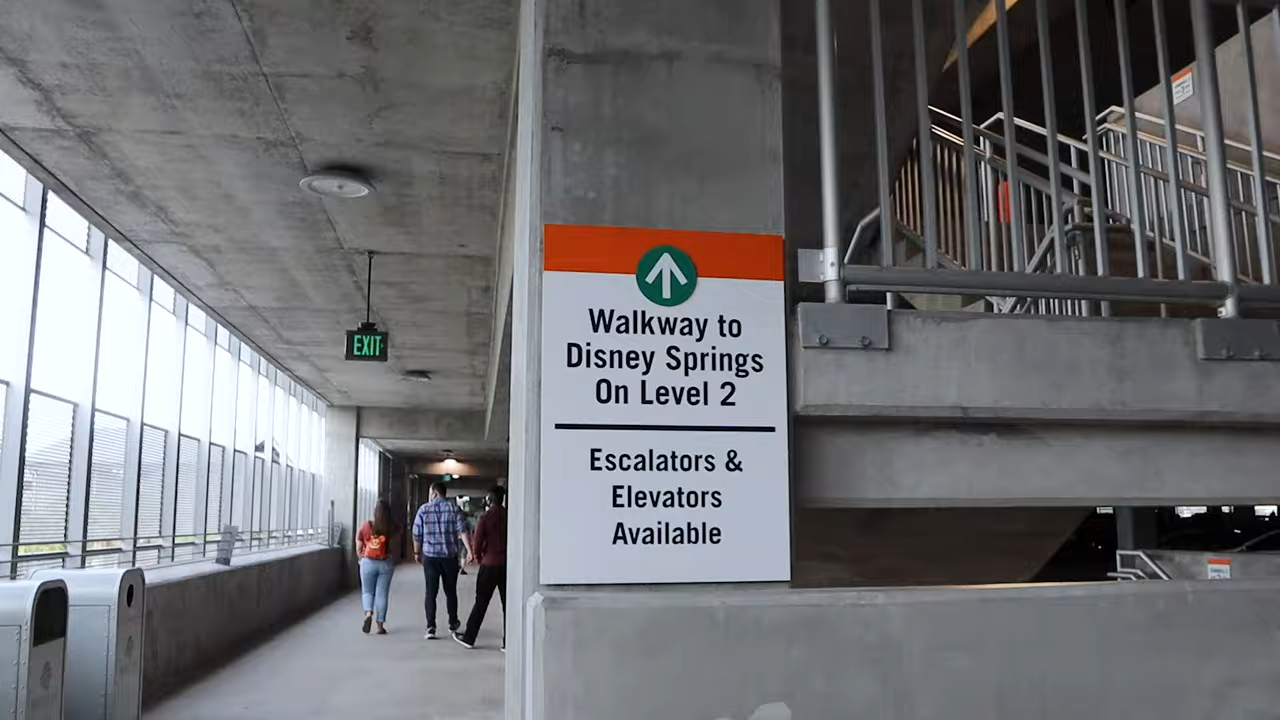 EXIT
Walkway to
Disney Springs
On Level 2
Escalators &
Elevators
Available